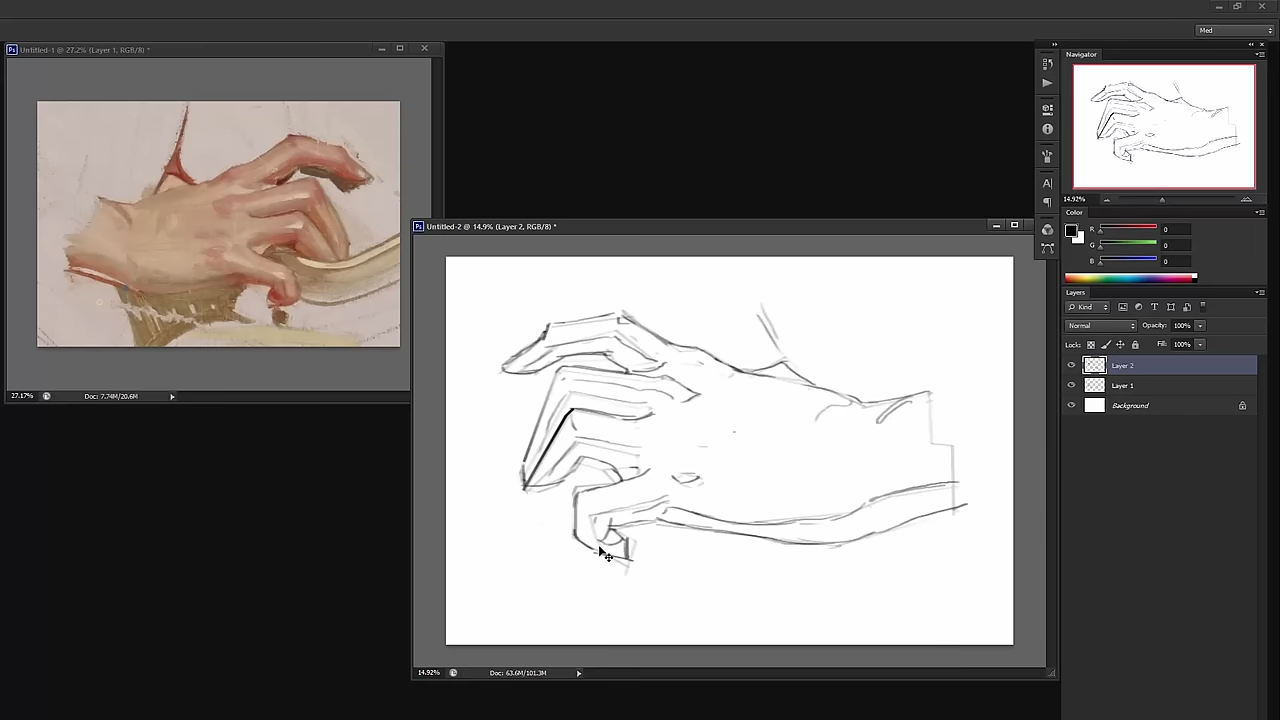 Med
Untitled-1 @ 27.2% (Layer 1, RGB/8) *
Navigator
14.92%
Color
R 0
G 0
B 0
Untitled-2 @ 14.9% (Layer 2, RGB/8) *
Layers
Kind
Normal Opacity: 100%
Lock: Fill: 100%
Layer 2
Layer 1
Background
27.17% Doc: 7.74M/20.6M
14.92% Doc: 63.6M/101.3M